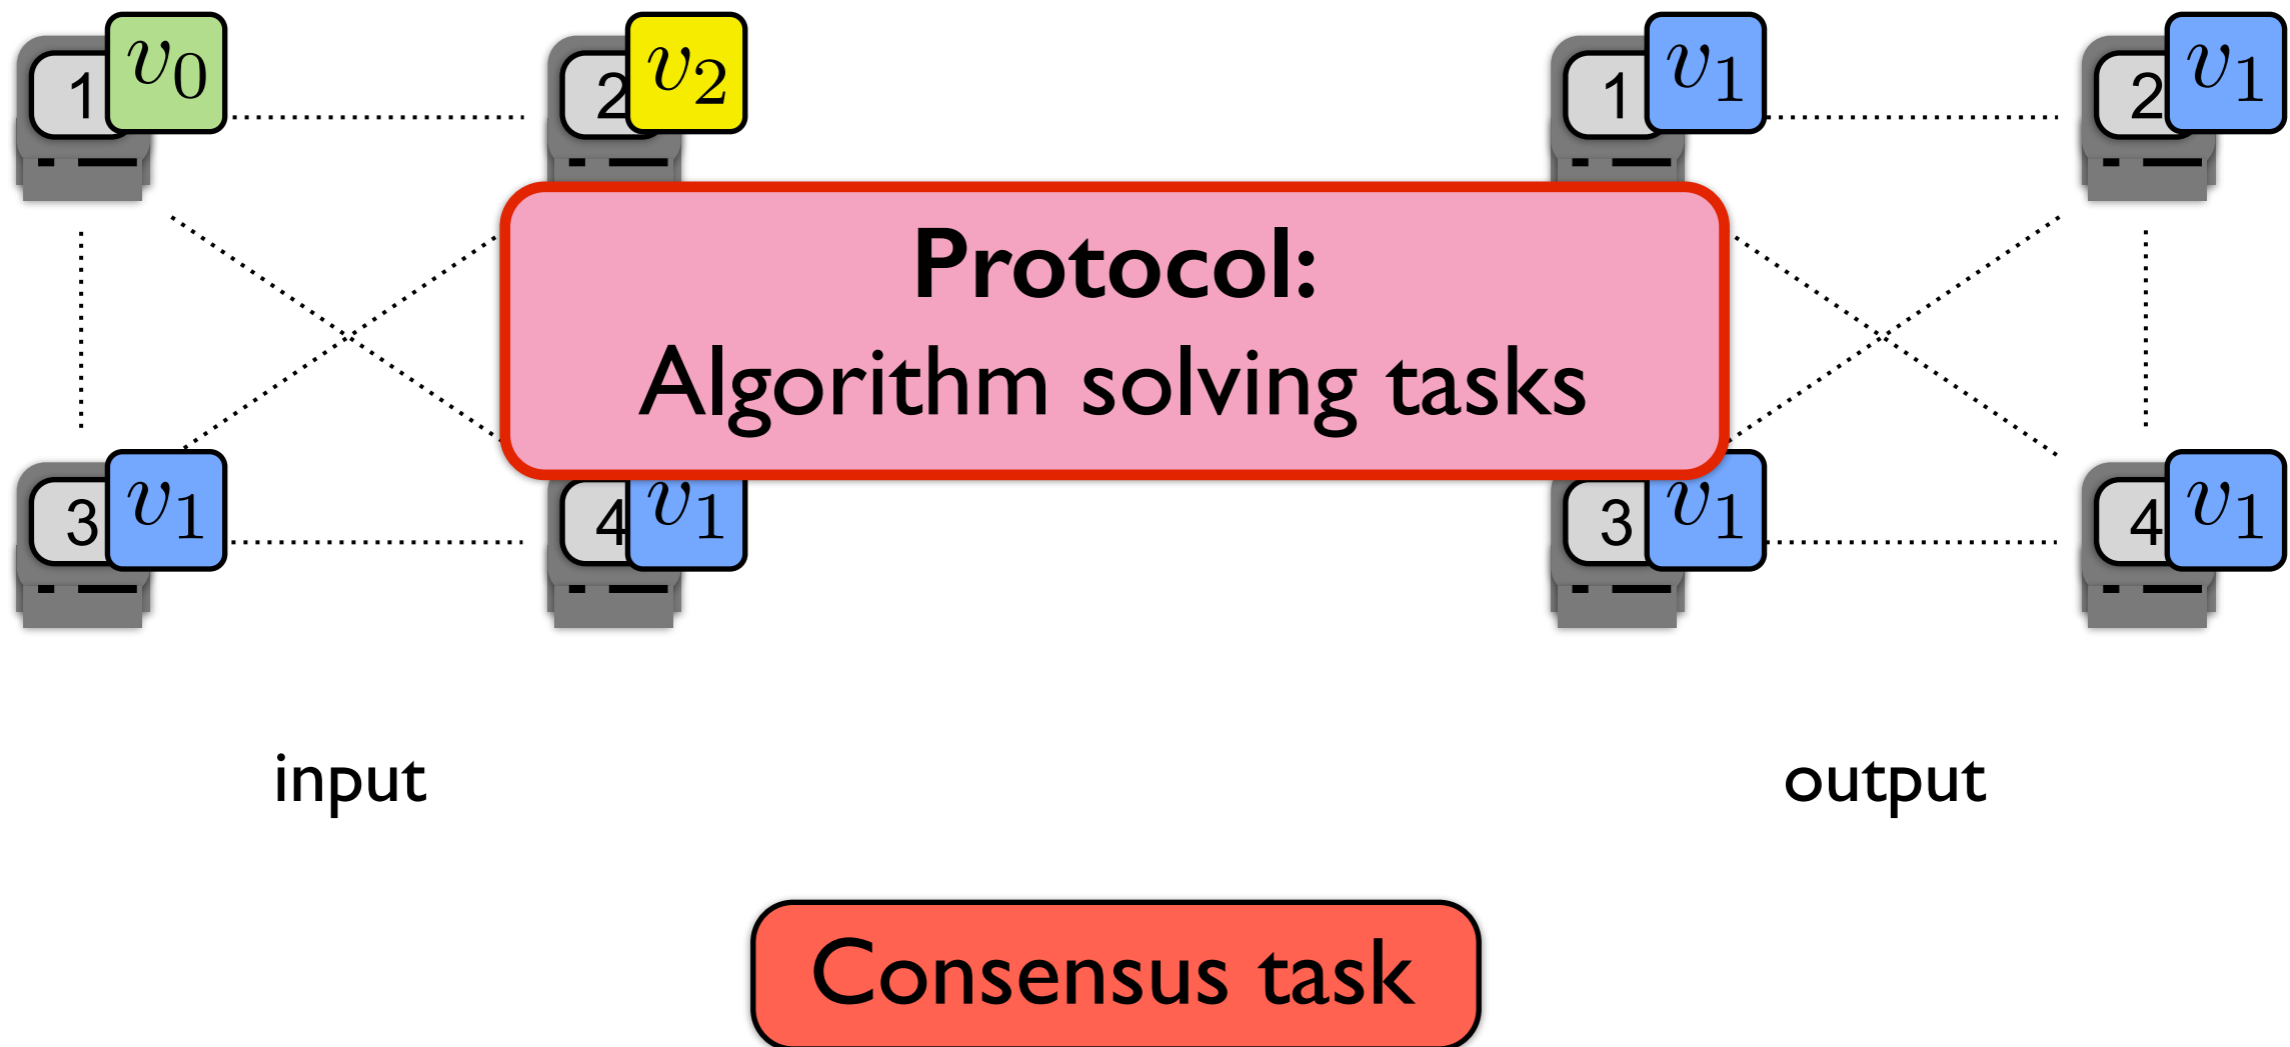 1 v₀ 2 v₂ 1 v₁ 2 v₁
Protocol:
Algorithm solving tasks
3 v₁ 4 v₁ 3 v₁ 4 v₁
input output
Consensus task